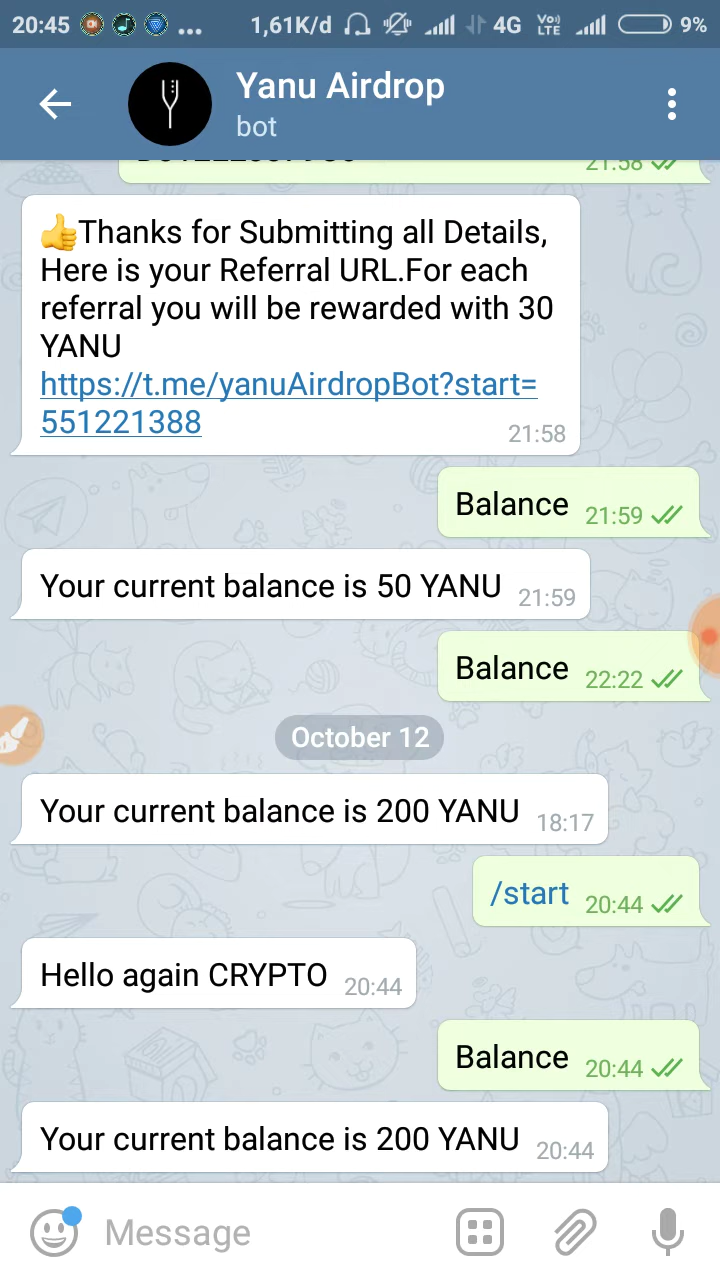 20:45 ... 1,61K/d 4G Vo)) LTE 9%
Yanu Airdrop
bot
21:58
👍Thanks for Submitting all Details,
Here is your Referral URL.For each
referral you will be rewarded with 30
YANU
https://t.me/yanuAirdropBot?start=
551221388
21:58
Balance 21:59
Your current balance is 50 YANU 21:59
Balance 22:22
October 12
Your current balance is 200 YANU 18:17
/start 20:44
Hello again CRYPTO 20:44
Balance 20:44
Your current balance is 200 YANU 20:44
Message